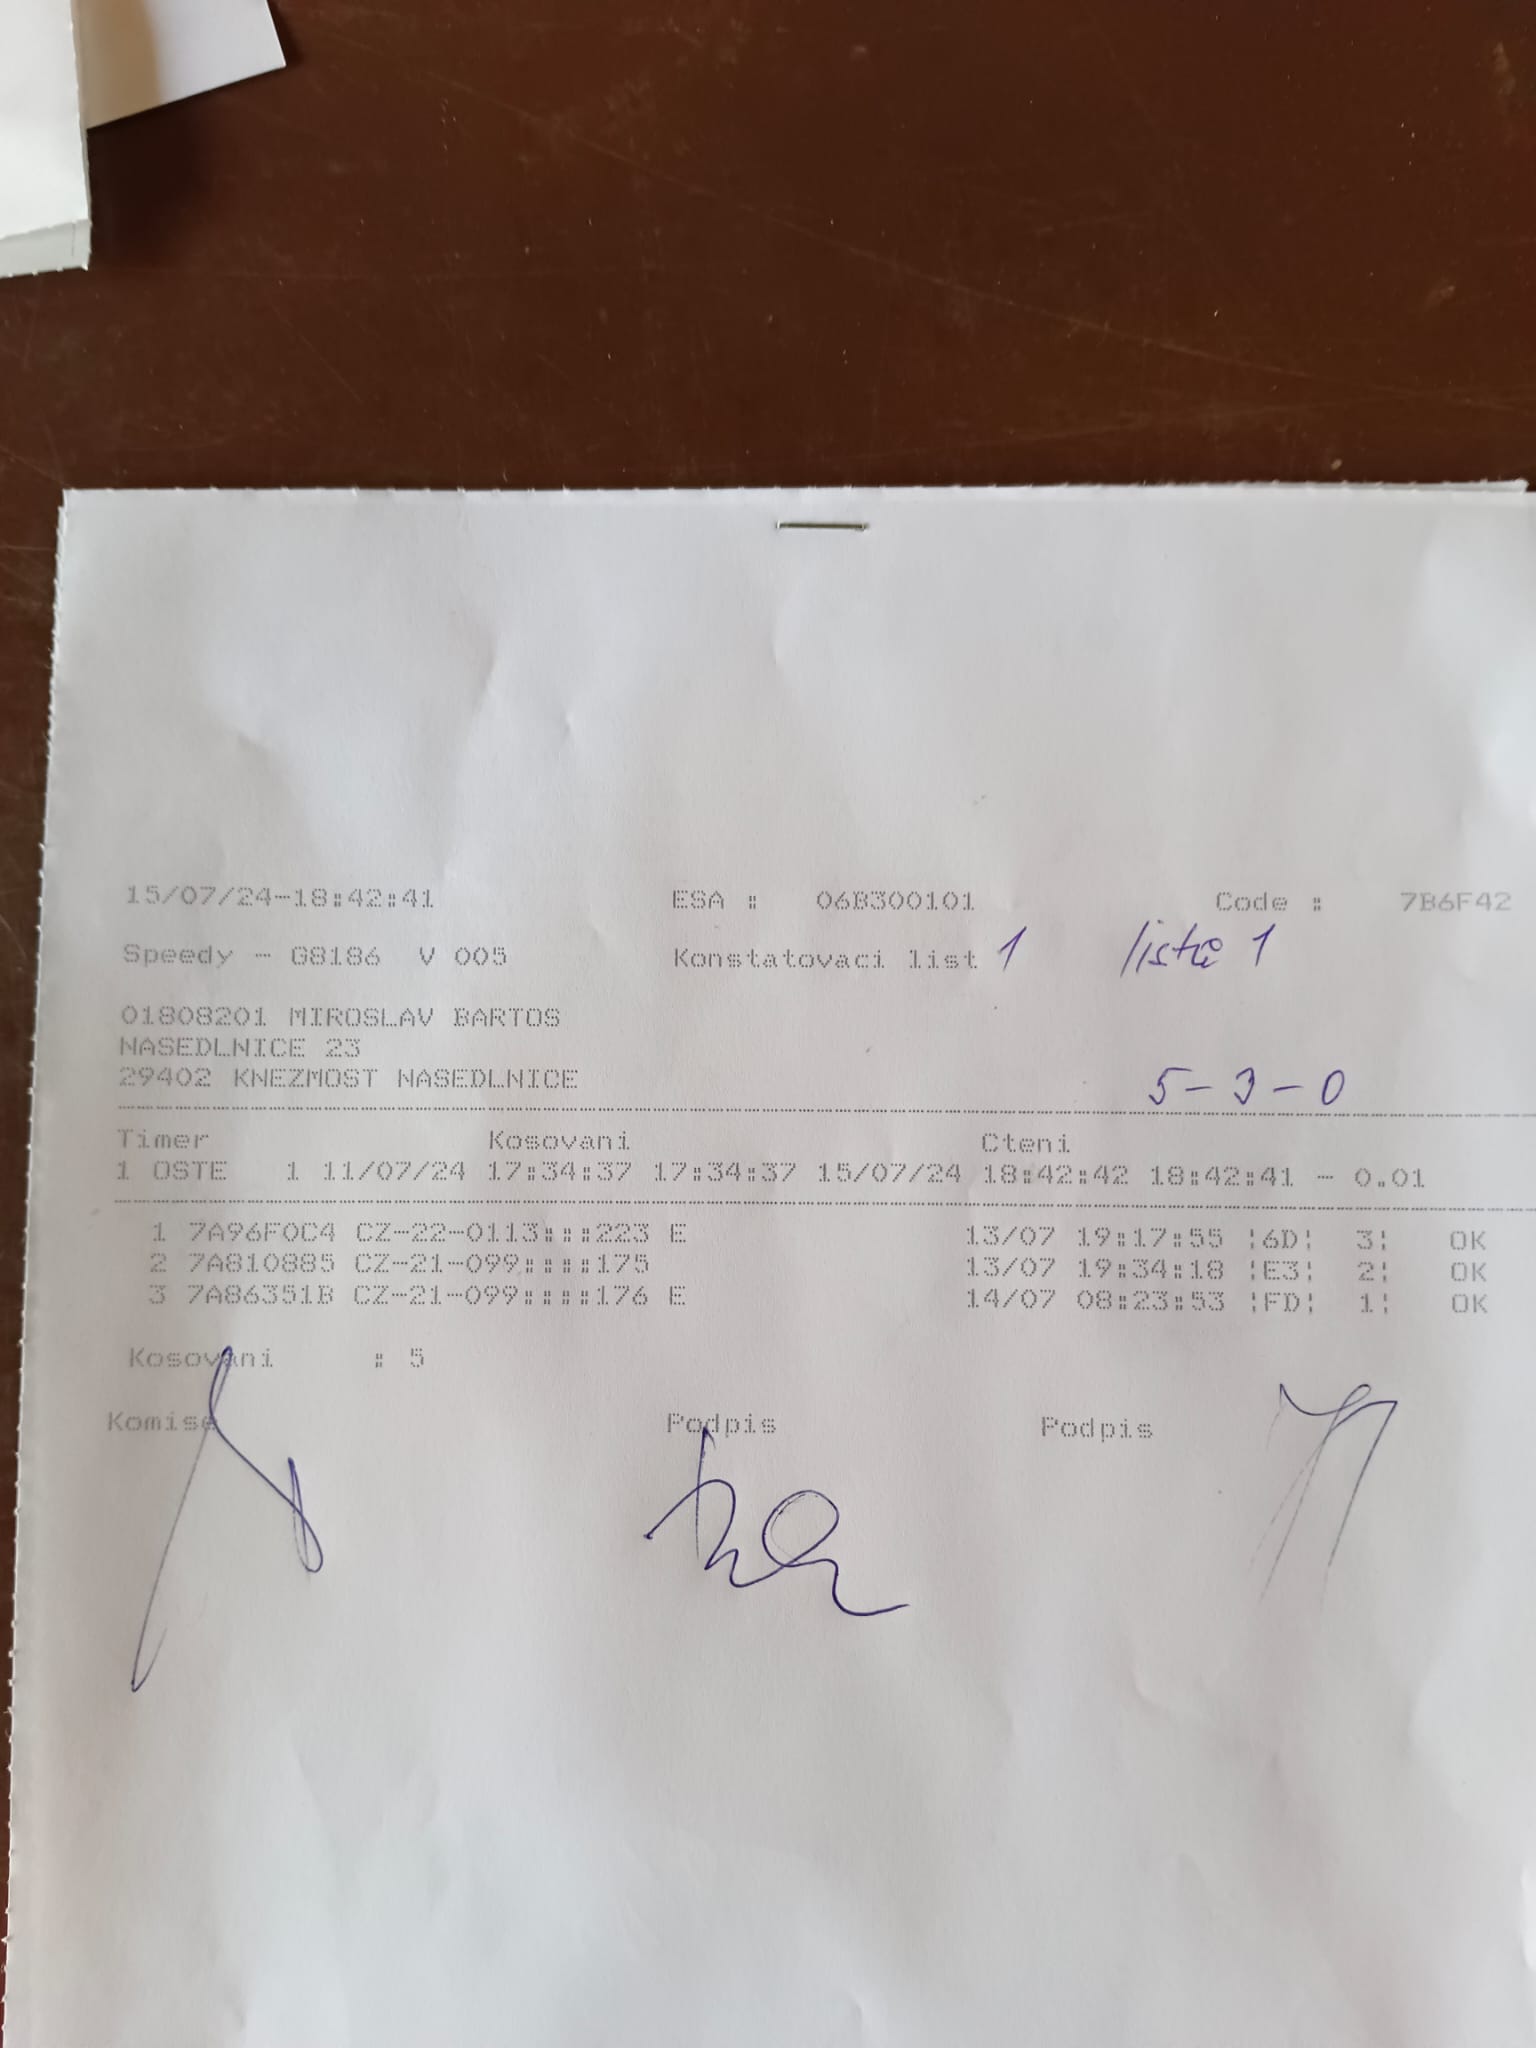 15/07/24-18:42:41 ESA : 06B300101 Code : 7B6F42
Speedy - G8186 V 005 Konstatovaci list 1 listů 1
01808201 MIROSLAV BARTOS
NASEDLNICE 23
29402 KNEZMOST NASEDLNICE
5-3-0
Timer Kosovani Cteni
1 OSTE 1 11/07/24 17:34:37 17:34:37 15/07/24 18:42:42 18:42:41 - 0.01
1 7A96F0C4 CZ-22-0113:::223 E 13/07 19:17:55 ¦6D¦ 3¦ OK
2 7A810885 CZ-21-099::::175 13/07 19:34:18 ¦E3¦ 2¦ OK
3 7A86351B CZ-21-099::::176 E 14/07 08:23:53 ¦FD¦ 1¦ OK
Kosovani : 5
Komise Podpis Podpis